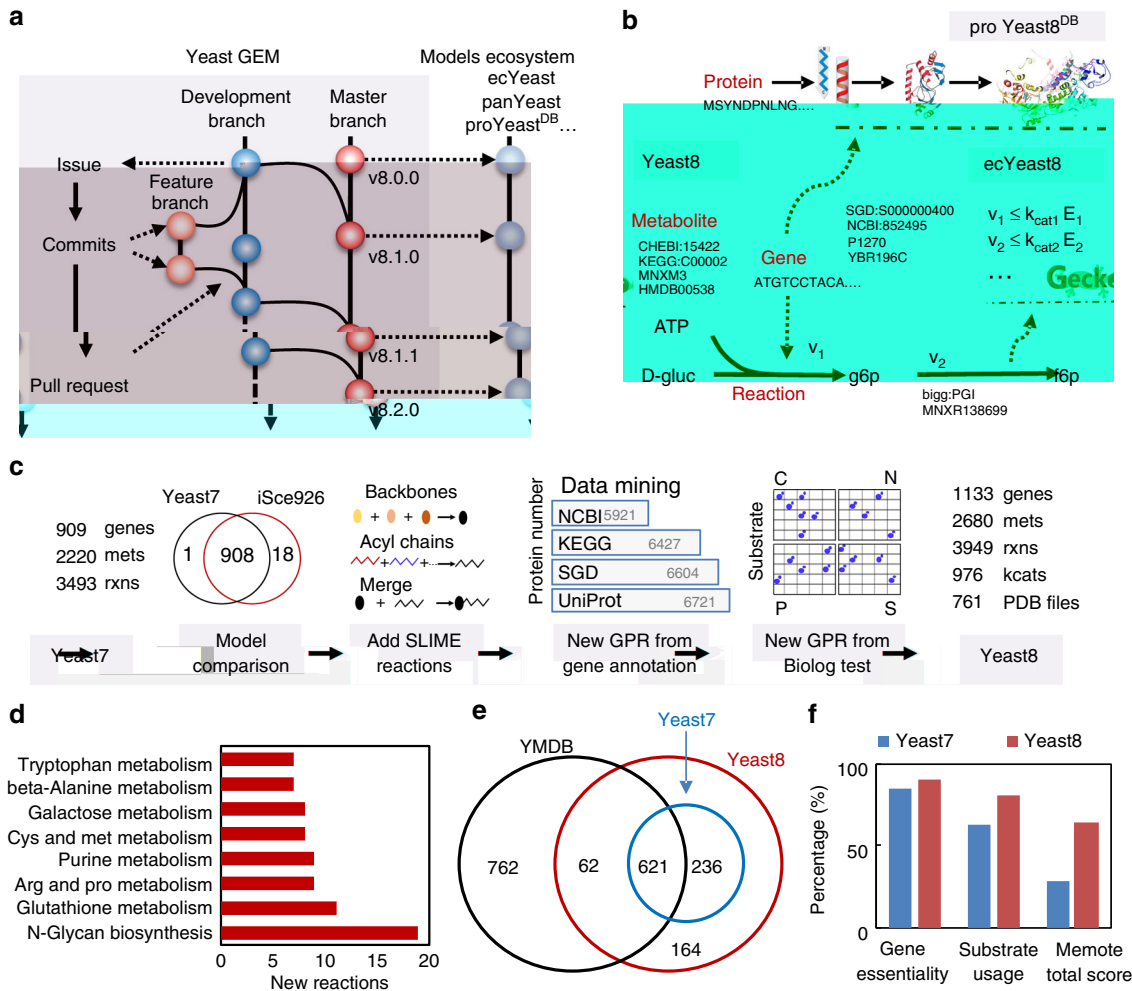 a
Yeast GEM
Models ecosystem
ecYeast
panYeast
proYeastDB…
Development
branch
Master
branch
Issue
Feature
branch
Commits
Pull request
v8.0.0
v8.1.0
v8.1.1
v8.2.0
b
pro Yeast8DB
Protein
MSYNDPNLNG....
Yeast8
ecYeast8
Metabolite
CHEBI:15422
KEGG:C00002
MNXM3
HMDB00538
Gene
ATGTCCTACA....
SGD:S000000400
NCBI:852495
P1270
YBR196C
v1 ≤ kcat1 E1
v2 ≤ kcat2 E2
…
Gecke
ATP
D-gluc
v1
g6p
v2
f6p
Reaction
bigg:PGI
MNXR138699
c
909 genes
2220 mets
3493 rxns
Yeast7
iSce926
1
908
18
Backbones
+ + 
Acyl chains
+ +...
Merge
+
Data mining
Protein number
NCBI 5921
KEGG 6427
SGD 6604
UniProt 6721
Substrate
C
N
P
S
1133 genes
2680 mets
3949 rxns
976 kcats
761 PDB files
Yeast7
Model
comparison
Add SLIME
reactions
New GPR from
gene annotation
New GPR from
Biolog test
Yeast8
d
Tryptophan metabolism
beta-Alanine metabolism
Galactose metabolism
Cys and met metabolism
Purine metabolism
Arg and pro metabolism
Glutathione metabolism
N-Glycan biosynthesis
0 5 10 15 20
New reactions
e
Yeast7
YMDB
Yeast8
762
62
621
236
164
f
Yeast7
Yeast8
Percentage (%)
100
50
0
Gene
essentiality
Substrate
usage
Memote
total score